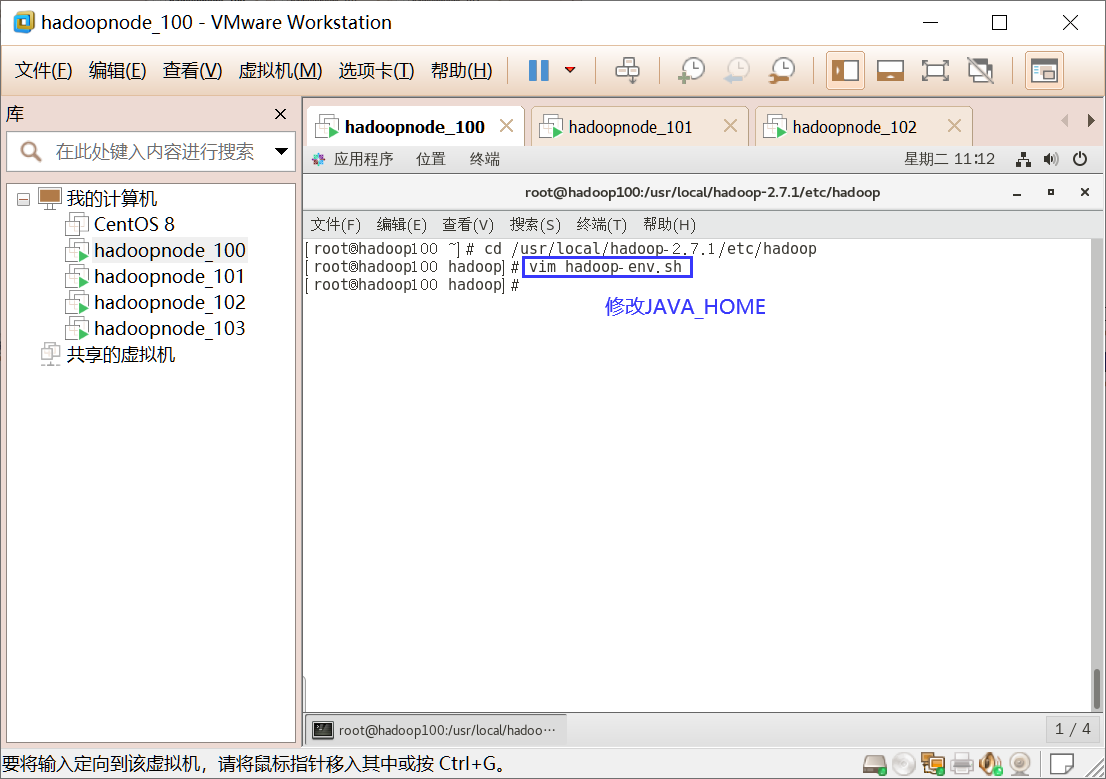 hadoopnode_100 - VMware Workstation
文件(F) 编辑(E) 查看(V) 虚拟机(M) 选项卡(T) 帮助(H)
库
在此处键入内容进行搜索
我的计算机
CentOS 8
hadoopnode_100
hadoopnode_101
hadoopnode_102
hadoopnode_103
共享的虚拟机
hadoopnode_100 hadoopnode_101 hadoopnode_102
应用程序 位置 终端 星期二 11:12
root@hadoop100:/usr/local/hadoop-2.7.1/etc/hadoop
文件(F) 编辑(E) 查看(V) 搜索(S) 终端(T) 帮助(H)
[root@hadoop100 ~]# cd /usr/local/hadoop-2.7.1/etc/hadoop
[root@hadoop100 hadoop]# vim hadoop-env.sh
[root@hadoop100 hadoop]#
修改JAVA_HOME
root@hadoop100:/usr/local/hadoo… 1 / 4
要将输入定向到该虚拟机，请将鼠标指针移入其中或按 Ctrl+G。